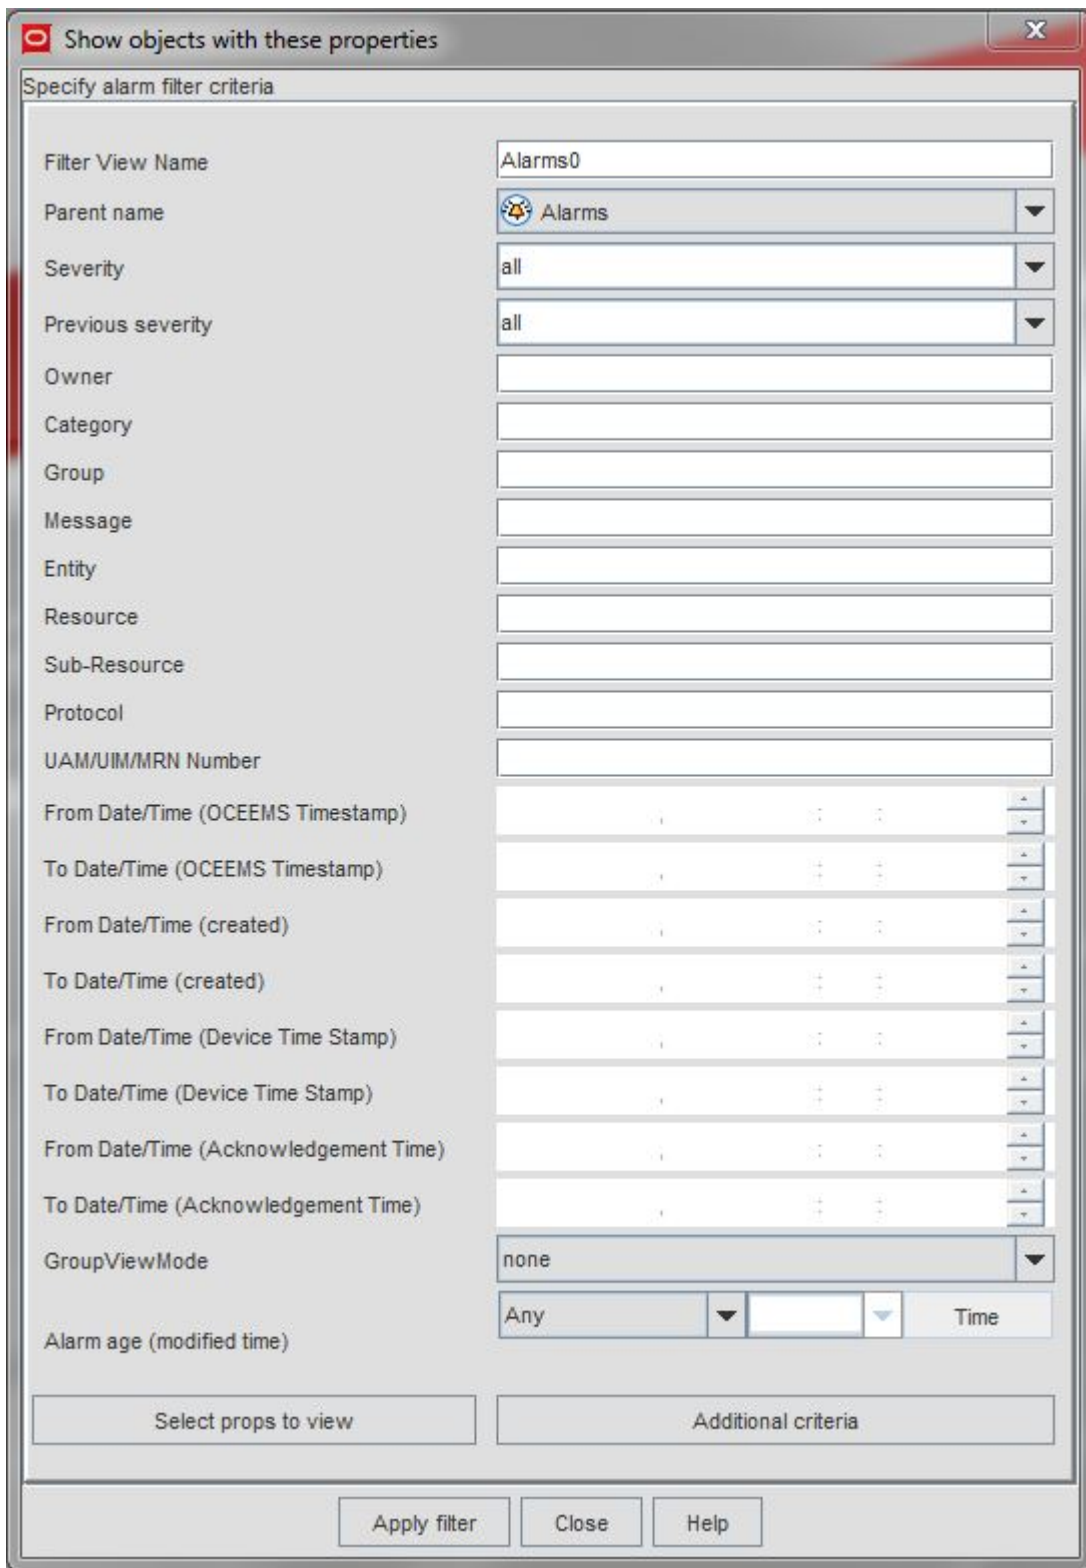 Show objects with these properties
Specify alarm filter criteria
Filter View Name Alarms0
Parent name Alarms
Severity all
Previous severity all
Owner
Category
Group
Message
Entity
Resource
Sub-Resource
Protocol
UAM/UIM/MRN Number
From Date/Time (OCEEMS Timestamp) , : :
To Date/Time (OCEEMS Timestamp) , : :
From Date/Time (created) , : :
To Date/Time (created) , : :
From Date/Time (Device Time Stamp) , : :
To Date/Time (Device Time Stamp) , : :
From Date/Time (Acknowledgement Time) , : :
To Date/Time (Acknowledgement Time) , : :
GroupViewMode none
Alarm age (modified time) Any Time
Select props to view Additional criteria
Apply filter Close Help